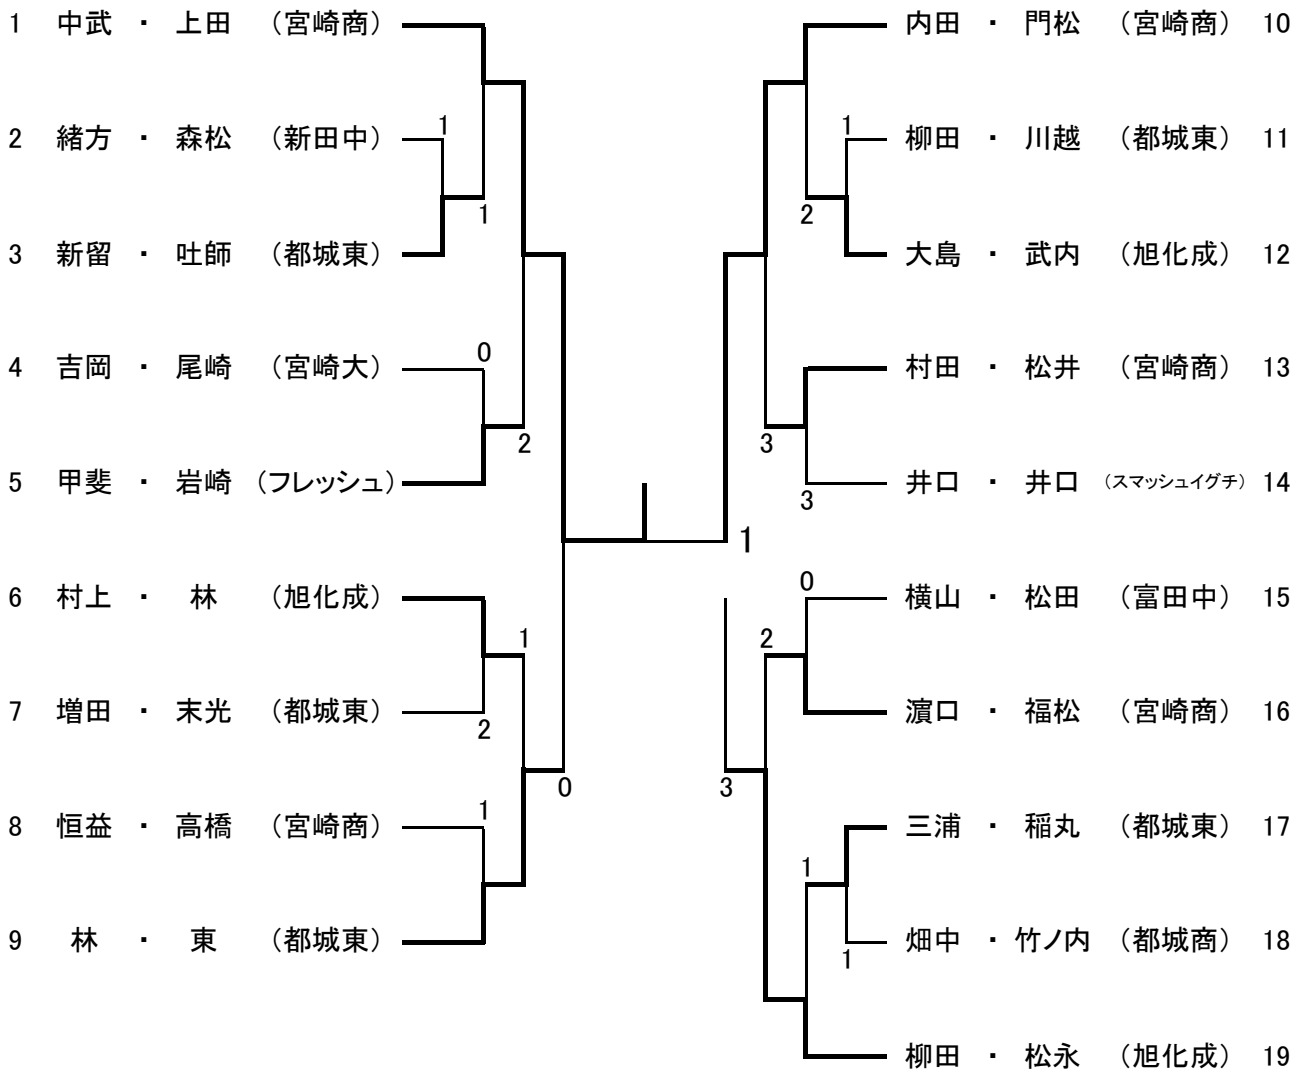 1 中武 ・ 上田 （宮崎商）
2 緒方 ・ 森松 （新田中）
1
3 新留 ・ 吐師 （都城東）
1
4 吉岡 ・ 尾崎 （宮崎大）
0
5 甲斐 ・ 岩崎 （フレッシュ）
2
6 村上 ・ 林 （旭化成）
1
7 増田 ・ 末光 （都城東）
2
8 恒益 ・ 高橋 （宮崎商）
1
0
9 林 ・ 東 （都城東）
内田 ・ 門松 （宮崎商） 10
1
柳田 ・ 川越 （都城東） 11
2
大島 ・ 武内 （旭化成） 12
村田 ・ 松井 （宮崎商） 13
3
井口 ・ 井口 （スマッシュイグチ） 14
3
1
0
横山 ・ 松田 （富田中） 15
2
濵口 ・ 福松 （宮崎商） 16
3
三浦 ・ 稲丸 （都城東） 17
1
畑中 ・ 竹ノ内 （都城商） 18
1
柳田 ・ 松永 （旭化成） 19